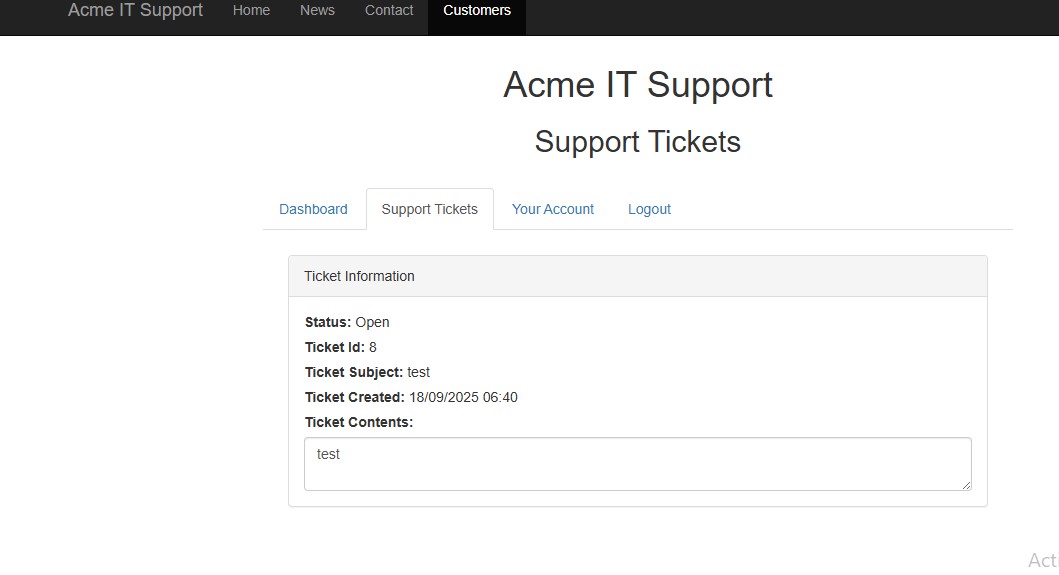 Acme IT Support Home News Contact Customers
Acme IT Support
Support Tickets
Dashboard Support Tickets Your Account Logout
Ticket Information
Status: Open
Ticket Id: 8
Ticket Subject: test
Ticket Created: 18/09/2025 06:40
Ticket Contents:
test